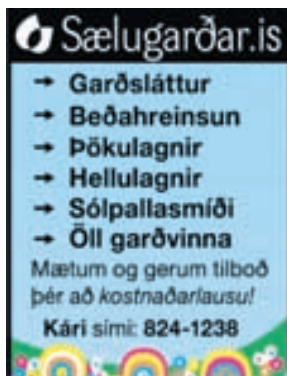 Sælugarðar.is
→ Garðsláttur
→ Beðahreinsun
→ Þökulagnir
→ Hellulagnir
→ Sólpallasmíði
→ Öll garðvinna
Mætum og gerum tilboð
þér að kostnaðarlausu!
Kári sími: 824-1238